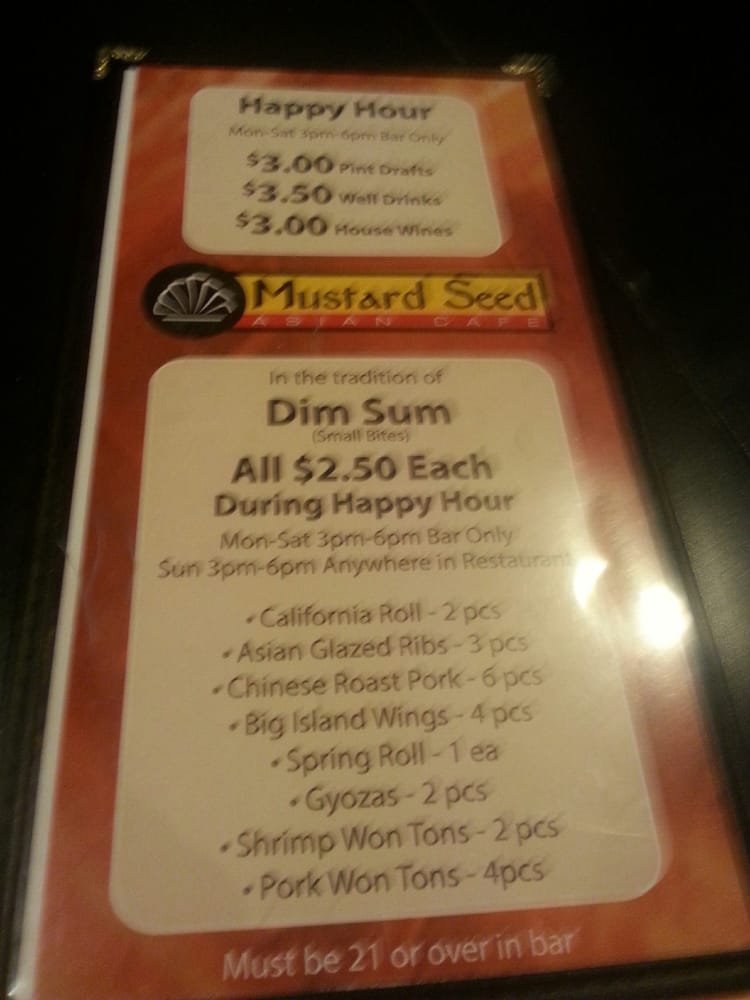 Happy Hour
Mon-Sat 3pm-6pm Bar Only
$3.00 Pint Drafts
$3.50 Well Drinks
$3.00 House Wines
Mustard Seed
ASIAN CAFE
In the tradition of
Dim Sum
(Small Bites)
All $2.50 Each
During Happy Hour
Mon-Sat 3pm-6pm Bar Only
Sun 3pm-6pm Anywhere in Restaurant
• California Roll - 2 pcs
• Asian Glazed Ribs - 3 pcs
• Chinese Roast Pork - 6 pcs
• Big Island Wings - 4 pcs
• Spring Roll - 1 ea
• Gyozas - 2 pcs
• Shrimp Won Tons - 2 pcs
• Pork Won Tons - 4pcs
Must be 21 or over in bar